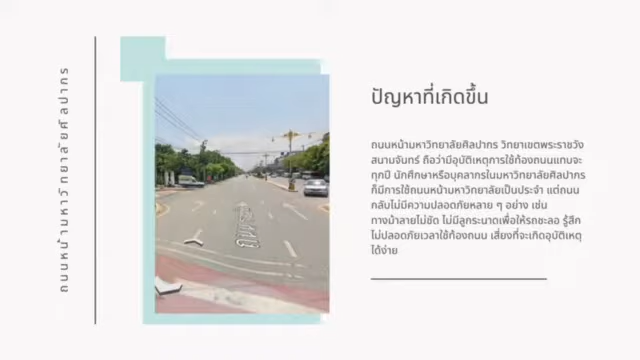 ถนนหน้ามหาวิทยาลัยศิลปากร
ปัญหาที่เกิดขึ้น
ถนนหน้ามหาวิทยาลัยศิลปากร วิทยาเขตพระราชวัง
สนามจันทร์ ถือว่ามีอุบัติเหตุการใช้ท้องถนนแทบจะ
ทุกปี นักศึกษาหรือบุคลากรในมหาวิทยาลัยศิลปากร
ก็มีการใช้ถนนหน้ามหาวิทยาลัยเป็นประจำ แต่ถนน
กลับไม่มีความปลอดภัยหลาย ๆ อย่าง เช่น
ทางม้าลายไม่ชัด ไม่มีลูกระนาดเพื่อให้รถชะลอ รู้สึก
ไม่ปลอดภัยเวลาใช้ท้องถนน เสี่ยงที่จะเกิดอุบัติเหตุ
ได้ง่าย